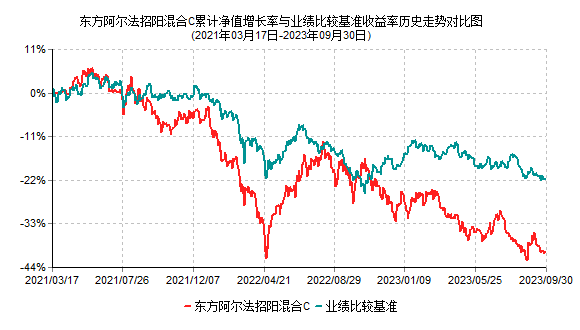 东方阿尔法招阳混合C累计净值增长率与业绩比较基准收益率历史走势对比图
(2021年03月17日-2023年09月30日)
11%
0%
-11%
-22%
-33%
-44%
2021/03/17 2021/07/26 2021/12/07 2022/04/21 2022/08/29 2023/01/09 2023/05/25 2023/09/30
东方阿尔法招阳混合C 业绩比较基准